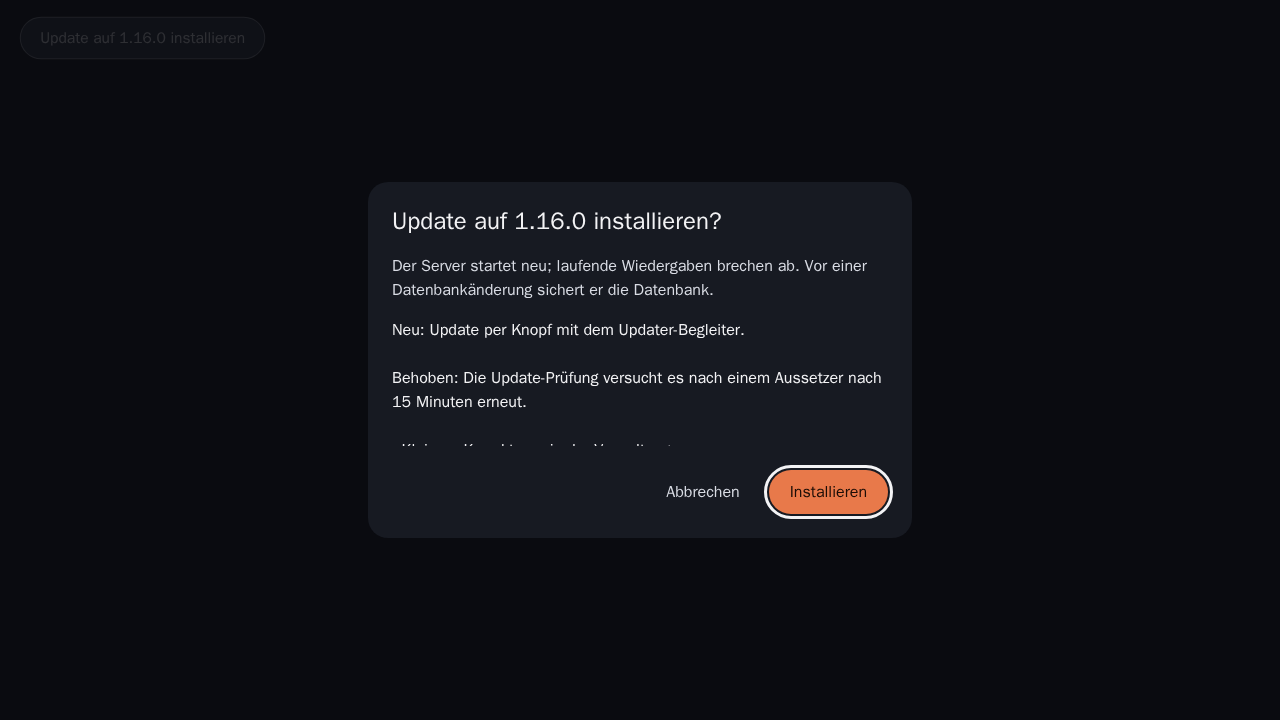 Update auf 1.16.0 installieren
Update auf 1.16.0 installieren?
Der Server startet neu; laufende Wiedergaben brechen ab. Vor einer
Datenbankänderung sichert er die Datenbank.
Neu: Update per Knopf mit dem Updater-Begleiter.
Behoben: Die Update-Prüfung versucht es nach einem Aussetzer nach
15 Minuten erneut.
Abbrechen
Installieren